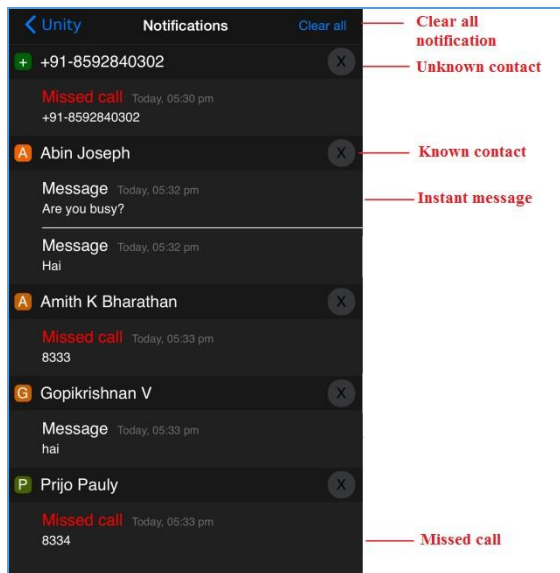 Unity Notifications Clear all
Clear all
notification
+ +91-8592840302 X
Unknown contact
Missed call Today, 05:30 pm
+91-8592840302
A Abin Joseph X
Known contact
Message Today, 05:32 pm
Instant message
Are you busy?
Message Today, 05:32 pm
Hai
A Amith K Bharathan X
Missed call Today, 05:33 pm
8333
G Gopikrishnan V X
Message Today, 05:33 pm
hai
P Prijo Pauly X
Missed call Today, 05:33 pm
8334
Missed call